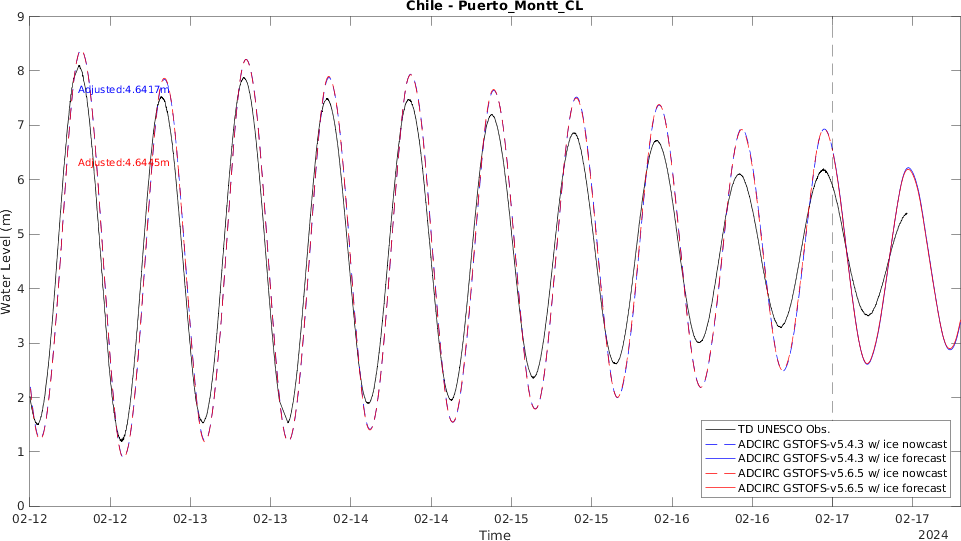 Chile - Puerto_Montt_CL
9
8
7
6
5
4
3
2
1
0
Water Level (m)
Adjusted:4.6417m
Adjusted:4.6445m
TD UNESCO Obs.
ADCIRC GSTOFS-v5.4.3 w/ ice nowcast
ADCIRC GSTOFS-v5.4.3 w/ ice forecast
ADCIRC GSTOFS-v5.6.5 w/ ice nowcast
ADCIRC GSTOFS-v5.6.5 w/ ice forecast
02-12 02-12 02-13 02-13 02-14 02-14 02-15 02-15 02-16 02-16 02-17 02-17
Time
2024